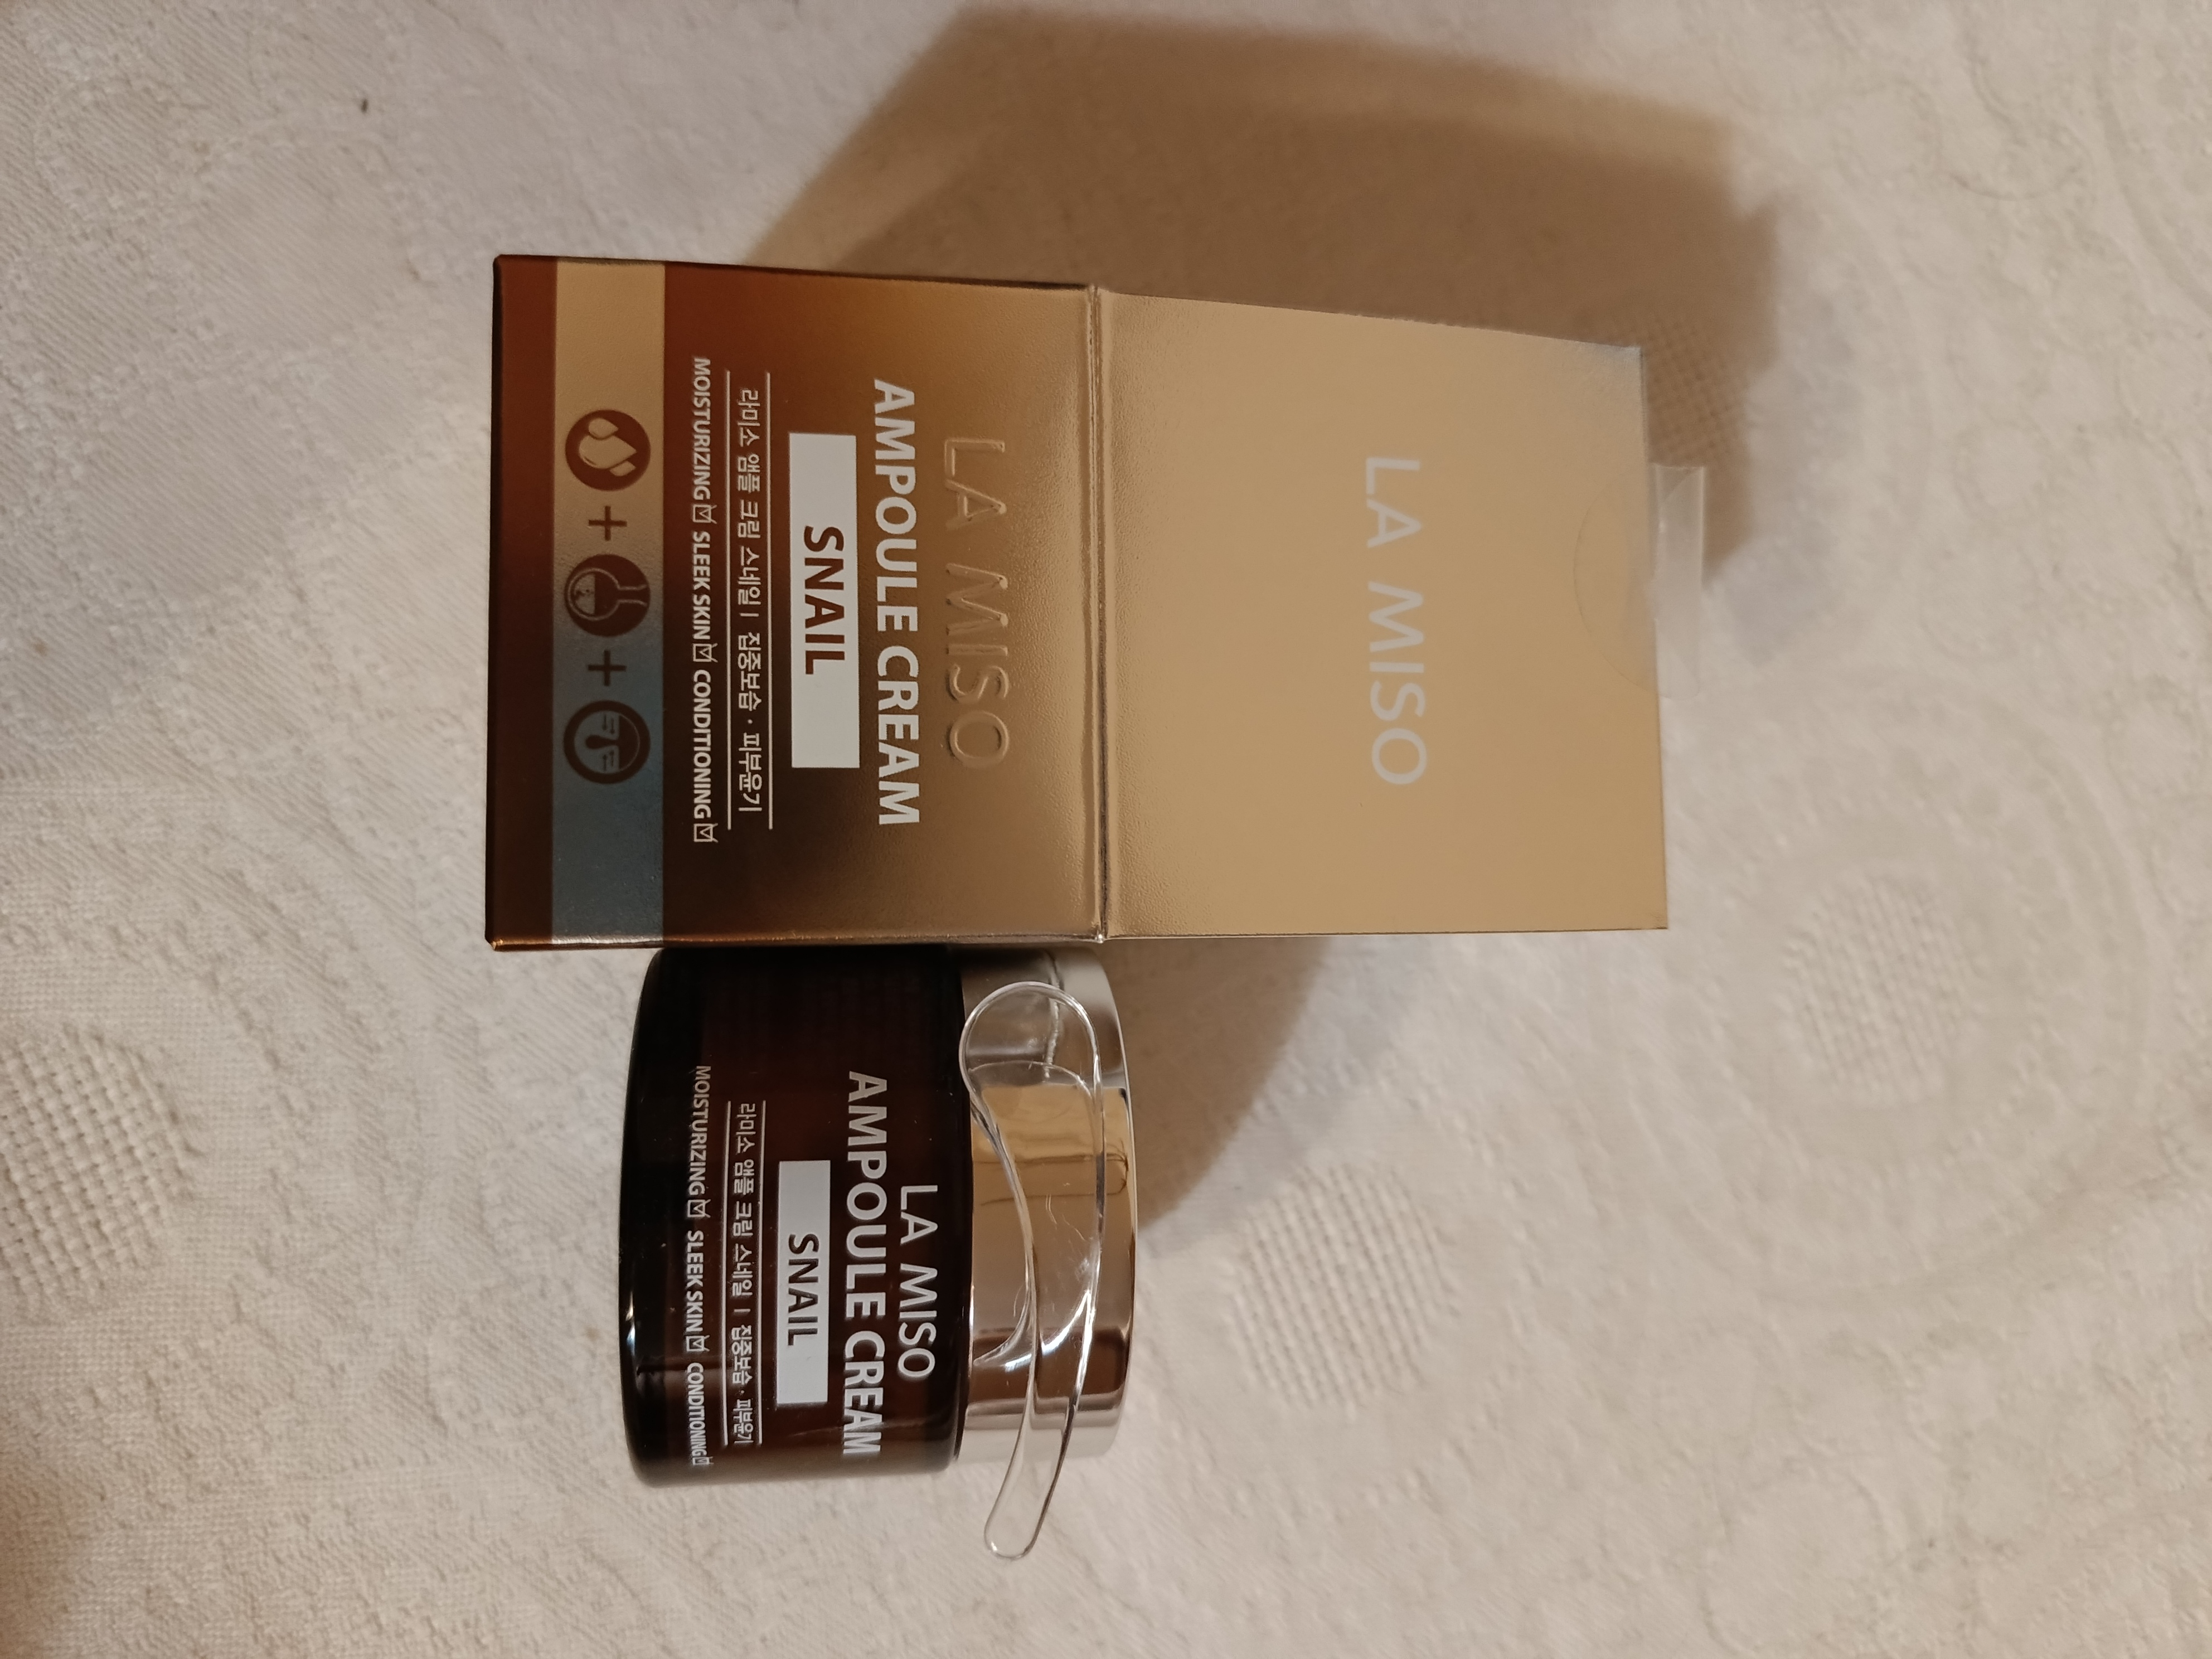 LA MISO
LA MISO
AMPOULE CREAM
SNAIL
라미소 앰플 크림 스네일 | 집중보습 · 피부윤기
MOISTURIZING☑ SLEEK SKIN☑ CONDITIONING☑
LA MISO
AMPOULE CREAM
SNAIL
라미소 앰플 크림 스네일 | 집중보습 · 피부윤기
MOISTURIZING☑ SLEEK SKIN☑ CONDITIONING☑